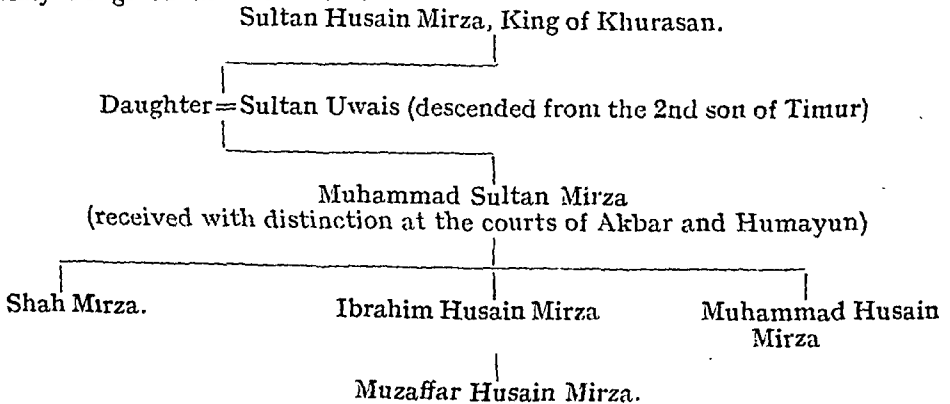 Sultan Husain Mirza, King of Khurasan.
Daughter=Sultan Uwais (descended from the 2nd son of Timur)
Muhammad Sultan Mirza
(received with distinction at the courts of Akbar and Humayun)
Shah Mirza. Ibrahim Husain Mirza Muhammad Husain
Mirza
Muzaffar Husain Mirza.